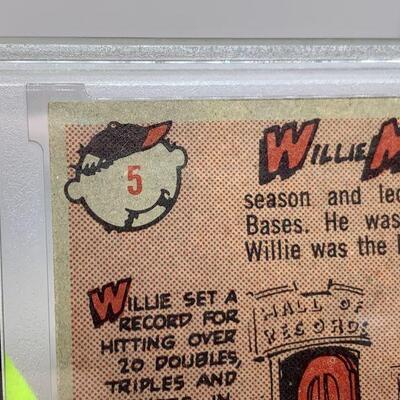 5
WILLIE
season and led
Bases. He was
Willie was the
WILLIE SET A
RECORD FOR
HITTING OVER
20 DOUBLES,
TRIPLES AND
IN
HALL OF
RECORDS